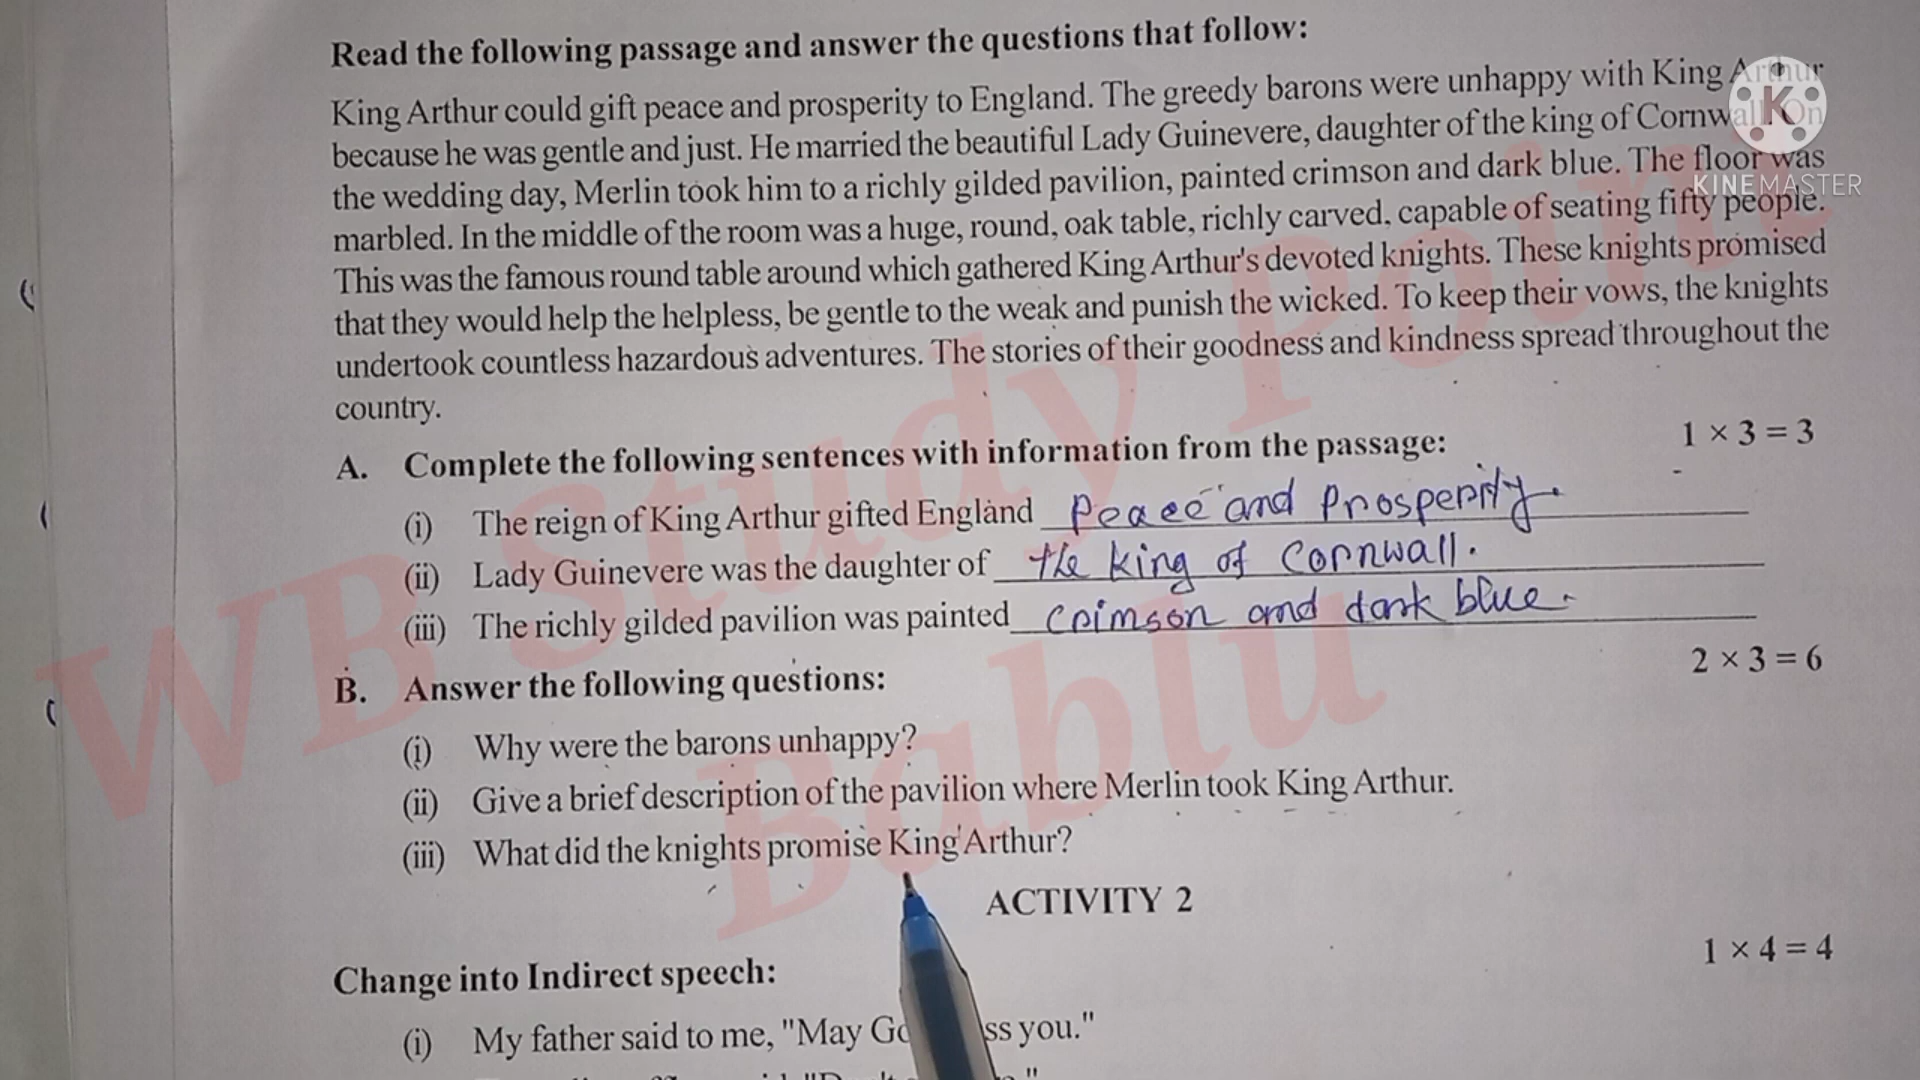 Read the following passage and answer the questions that follow:
King Arthur could gift peace and prosperity to England. The greedy barons were unhappy with King Arthur
because he was gentle and just. He married the beautiful Lady Guinevere, daughter of the king of Cornwall. On
the wedding day, Merlin took him to a richly gilded pavilion, painted crimson and dark blue. The floor was
KINEMASTER
marbled. In the middle of the room was a huge, round, oak table, richly carved, capable of seating fifty people.
This was the famous round table around which gathered King Arthur's devoted knights. These knights promised
that they would help the helpless, be gentle to the weak and punish the wicked. To keep their vows, the knights
undertook countless hazardous adventures. The stories of their goodness and kindness spread throughout the
country.
A. Complete the following sentences with information from the passage: 1 × 3 = 3
(i) The reign of King Arthur gifted England Peace and Prosperity.
(ii) Lady Guinevere was the daughter of the king of Cornwall.
(iii) The richly gilded pavilion was painted crimson and dark blue.
B. Answer the following questions: 2 × 3 = 6
(i) Why were the barons unhappy?
(ii) Give a brief description of the pavilion where Merlin took King Arthur.
(iii) What did the knights promise King Arthur?
ACTIVITY 2
Change into Indirect speech: 1 × 4 = 4
(i) My father said to me, "May you."
WB Study Point
Bablu